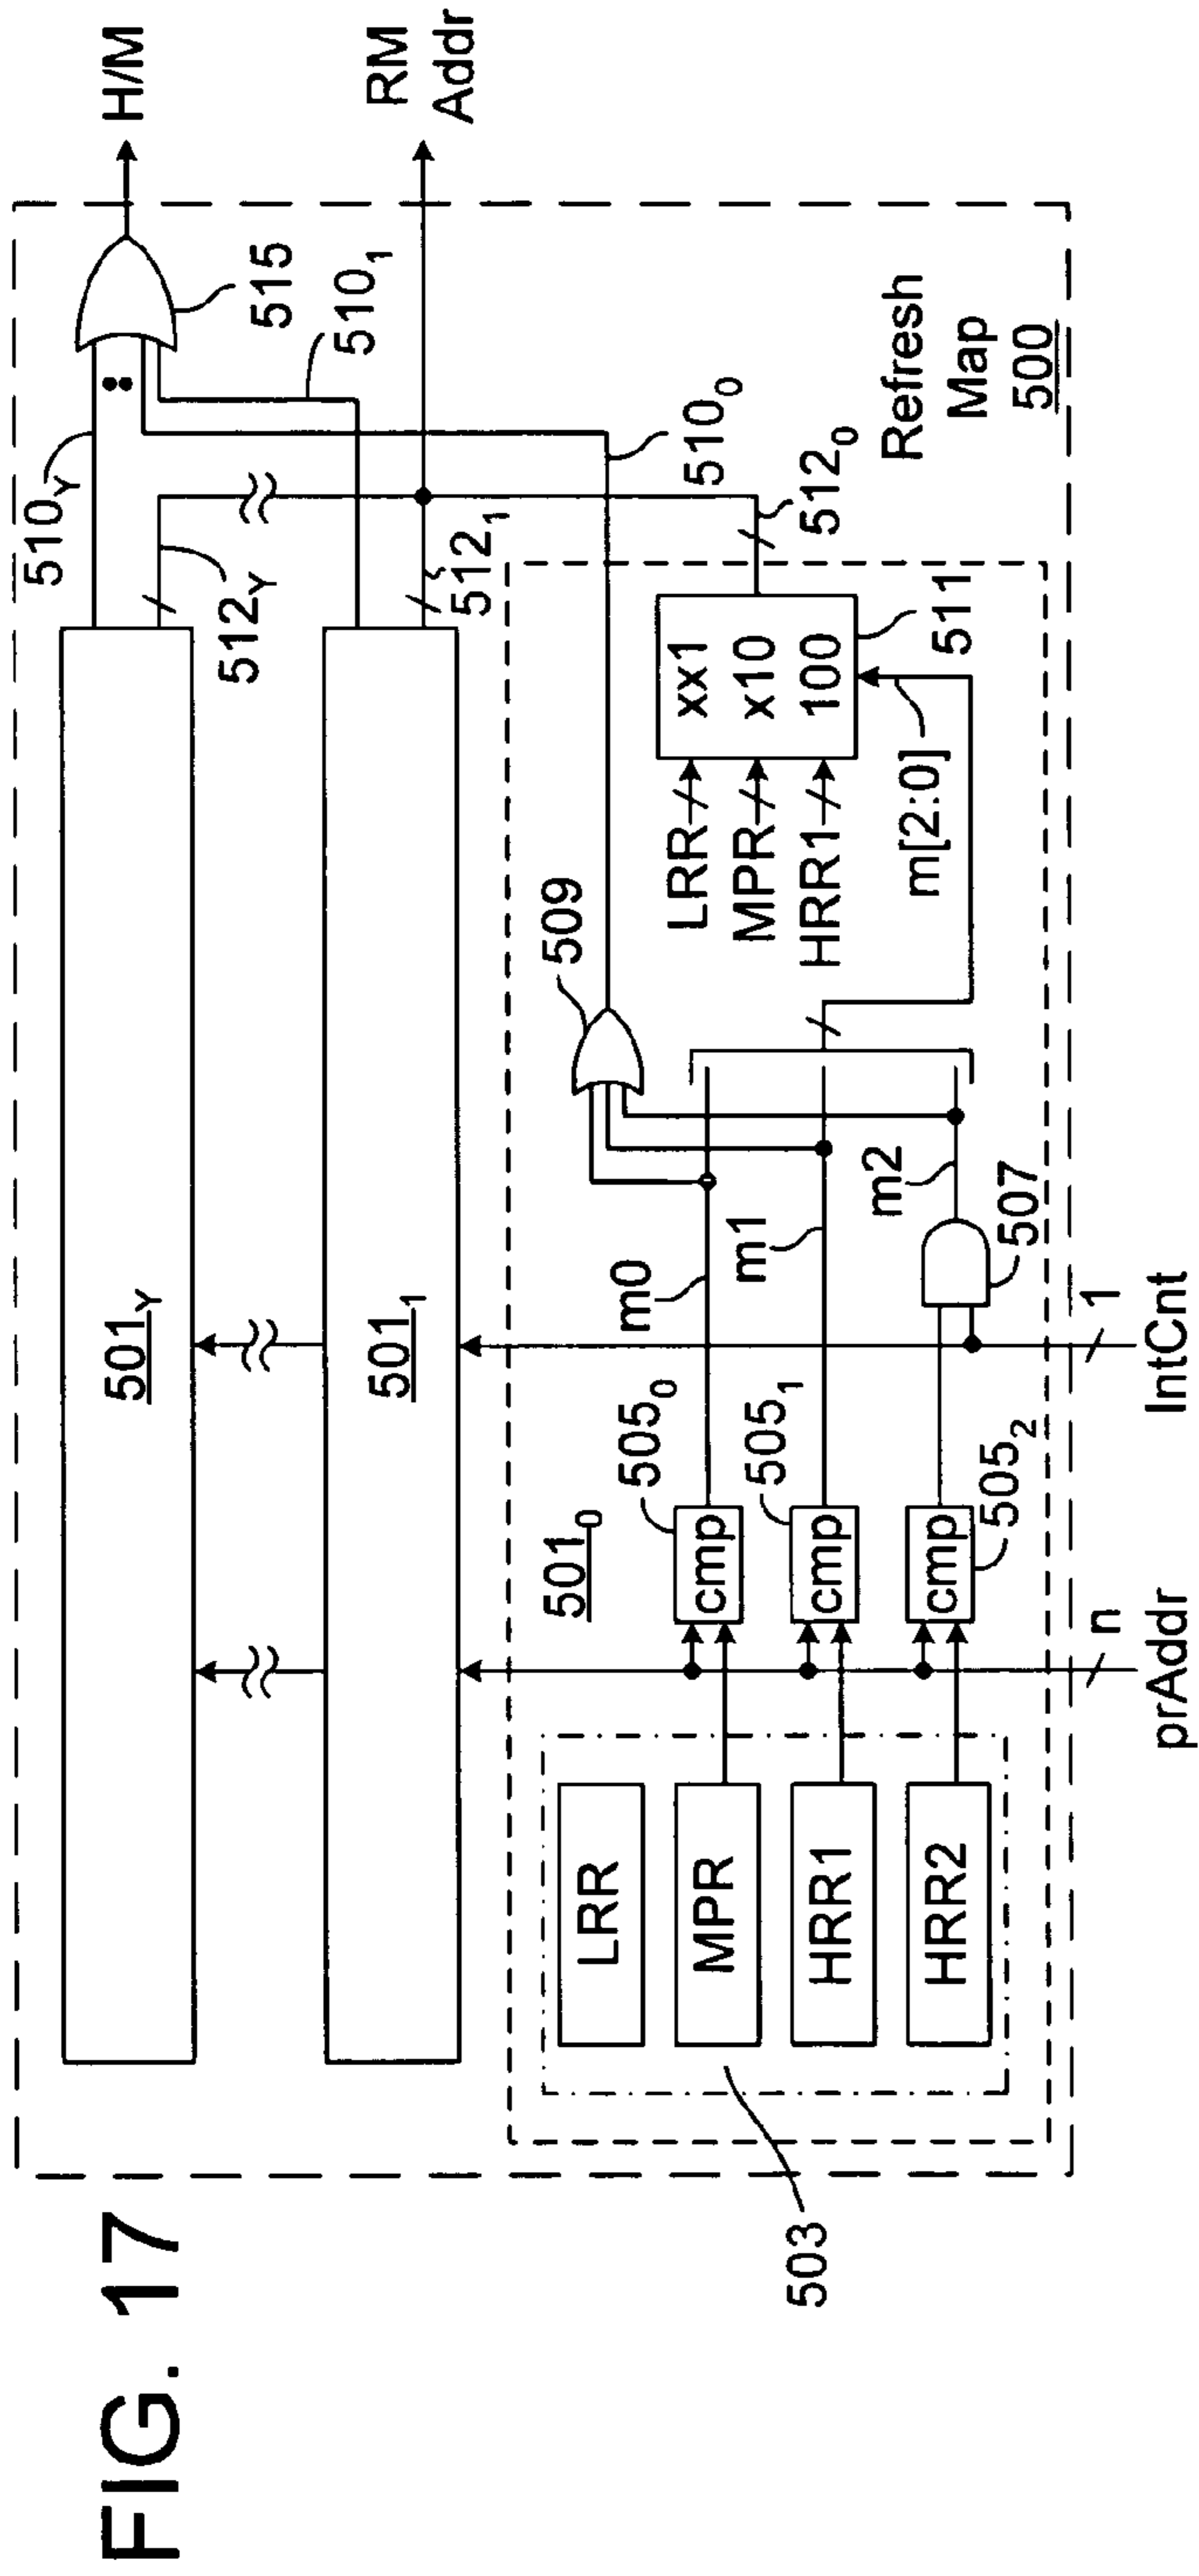 FIG. 17
510Y
H/M
501Y
512Y
515
RM
Addr
501₁
510₁
512₁
509
510₀
512₀
501₀
505₀
505₁
505₂
LRR
MPR
HRR1
HRR2
503
cmp
cmp
cmp
m0
m1
m2
507
LRR
MPR
HRR1
xx1
x10
100
511
m[2:0]
Refresh
Map
500
prAddr
n
IntCnt
1